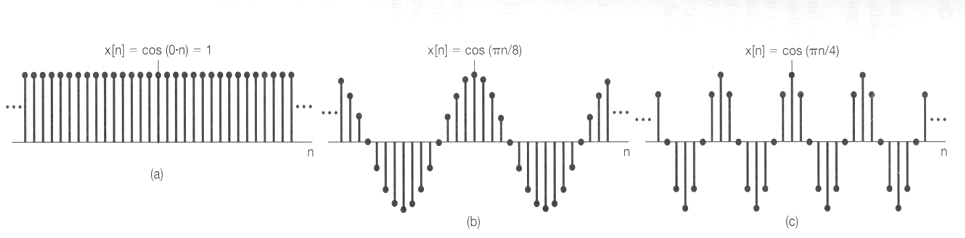 x[n] = cos (0·n) = 1
n
(a)
x[n] = cos (πn/8)
n
(b)
x[n] = cos (πn/4)
n
(c)